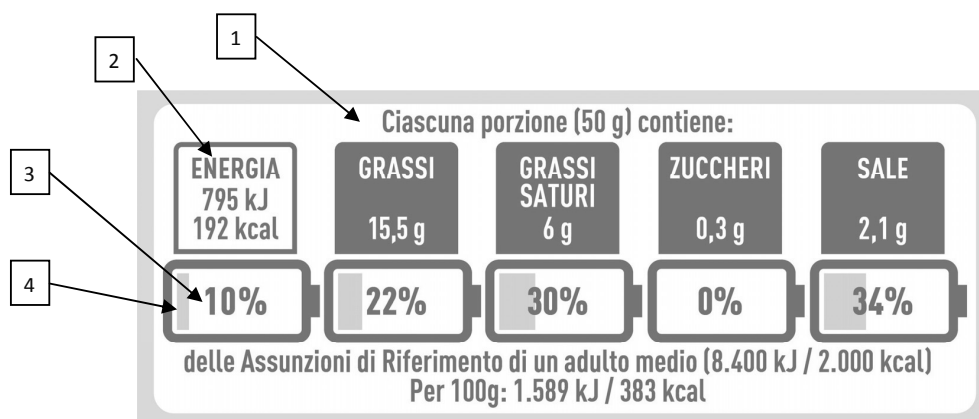 1
2
3
4
Ciascuna porzione (50 g) contiene:
ENERGIA
795 kJ
192 kcal
GRASSI
15,5 g
GRASSI
SATURI
6 g
ZUCCHERI
0,3 g
SALE
2,1 g
10%
22%
30%
0%
34%
delle Assunzioni di Riferimento di un adulto medio (8.400 kJ / 2.000 kcal)
Per 100g: 1.589 kJ / 383 kcal